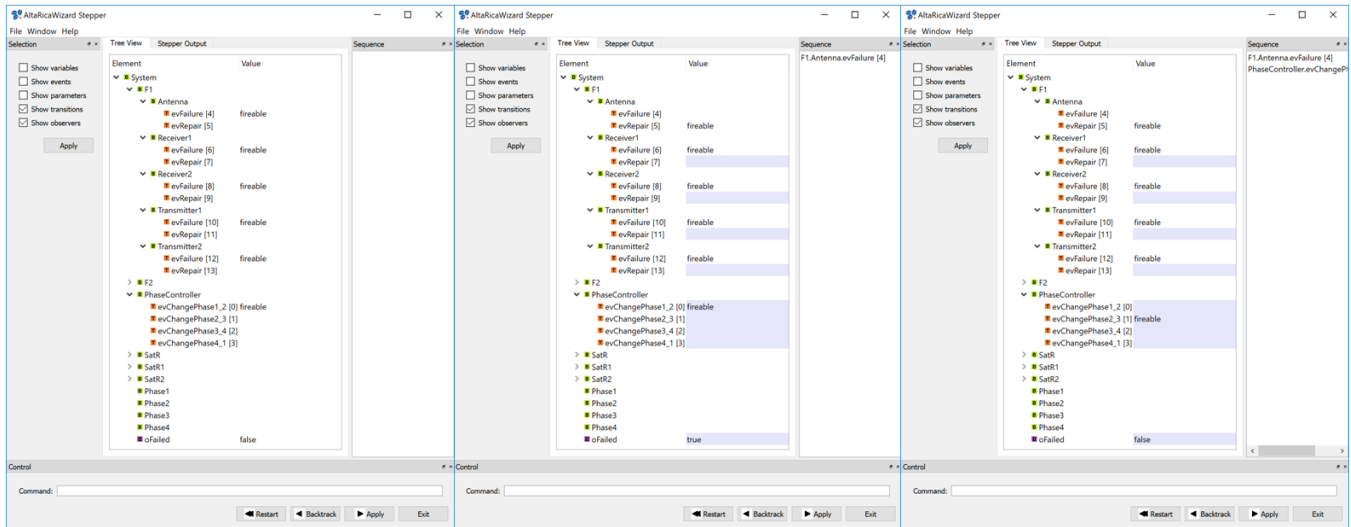 AltaRicaWizard Stepper
File Window Help
Selection
Show variables
Show events
Show parameters
Show transitions
Show observers
Apply
Tree View Stepper Output
Element Value
System
F1
Antenna
evFailure [4] fireable
evRepair [5]
Receiver1
evFailure [6] fireable
evRepair [7]
Receiver2
evFailure [8] fireable
evRepair [9]
Transmitter1
evFailure [10] fireable
evRepair [11]
Transmitter2
evFailure [12] fireable
evRepair [13]
F2
PhaseController
evChangePhase1_2 [0] fireable
evChangePhase2_3 [1]
evChangePhase3_4 [2]
evChangePhase4_1 [3]
SatR
SatR1
SatR2
Phase1
Phase2
Phase3
Phase4
oFailed false
Sequence
Control
Command:
Restart Backtrack Apply Exit
AltaRicaWizard Stepper
File Window Help
Selection
Show variables
Show events
Show parameters
Show transitions
Show observers
Apply
Tree View Stepper Output
Element Value
System
F1
Antenna
evFailure [4]
evRepair [5] fireable
Receiver1
evFailure [6] fireable
evRepair [7]
Receiver2
evFailure [8] fireable
evRepair [9]
Transmitter1
evFailure [10] fireable
evRepair [11]
Transmitter2
evFailure [12] fireable
evRepair [13]
F2
PhaseController
evChangePhase1_2 [0] fireable
evChangePhase2_3 [1]
evChangePhase3_4 [2]
evChangePhase4_1 [3]
SatR
SatR1
SatR2
Phase1
Phase2
Phase3
Phase4
oFailed true
Sequence
F1.Antenna.evFailure [4]
Control
Command:
Restart Backtrack Apply Exit
AltaRicaWizard Stepper
File Window Help
Selection
Show variables
Show events
Show parameters
Show transitions
Show observers
Apply
Tree View Stepper Output
Element Value
System
F1
Antenna
evFailure [4]
evRepair [5] fireable
Receiver1
evFailure [6] fireable
evRepair [7]
Receiver2
evFailure [8] fireable
evRepair [9]
Transmitter1
evFailure [10] fireable
evRepair [11]
Transmitter2
evFailure [12] fireable
evRepair [13]
F2
PhaseController
evChangePhase1_2 [0]
evChangePhase2_3 [1] fireable
evChangePhase3_4 [2]
evChangePhase4_1 [3]
SatR
SatR1
SatR2
Phase1
Phase2
Phase3
Phase4
oFailed false
Sequence
F1.Antenna.evFailure [4]
PhaseController.evChangePh
Control
Command:
Restart Backtrack Apply Exit